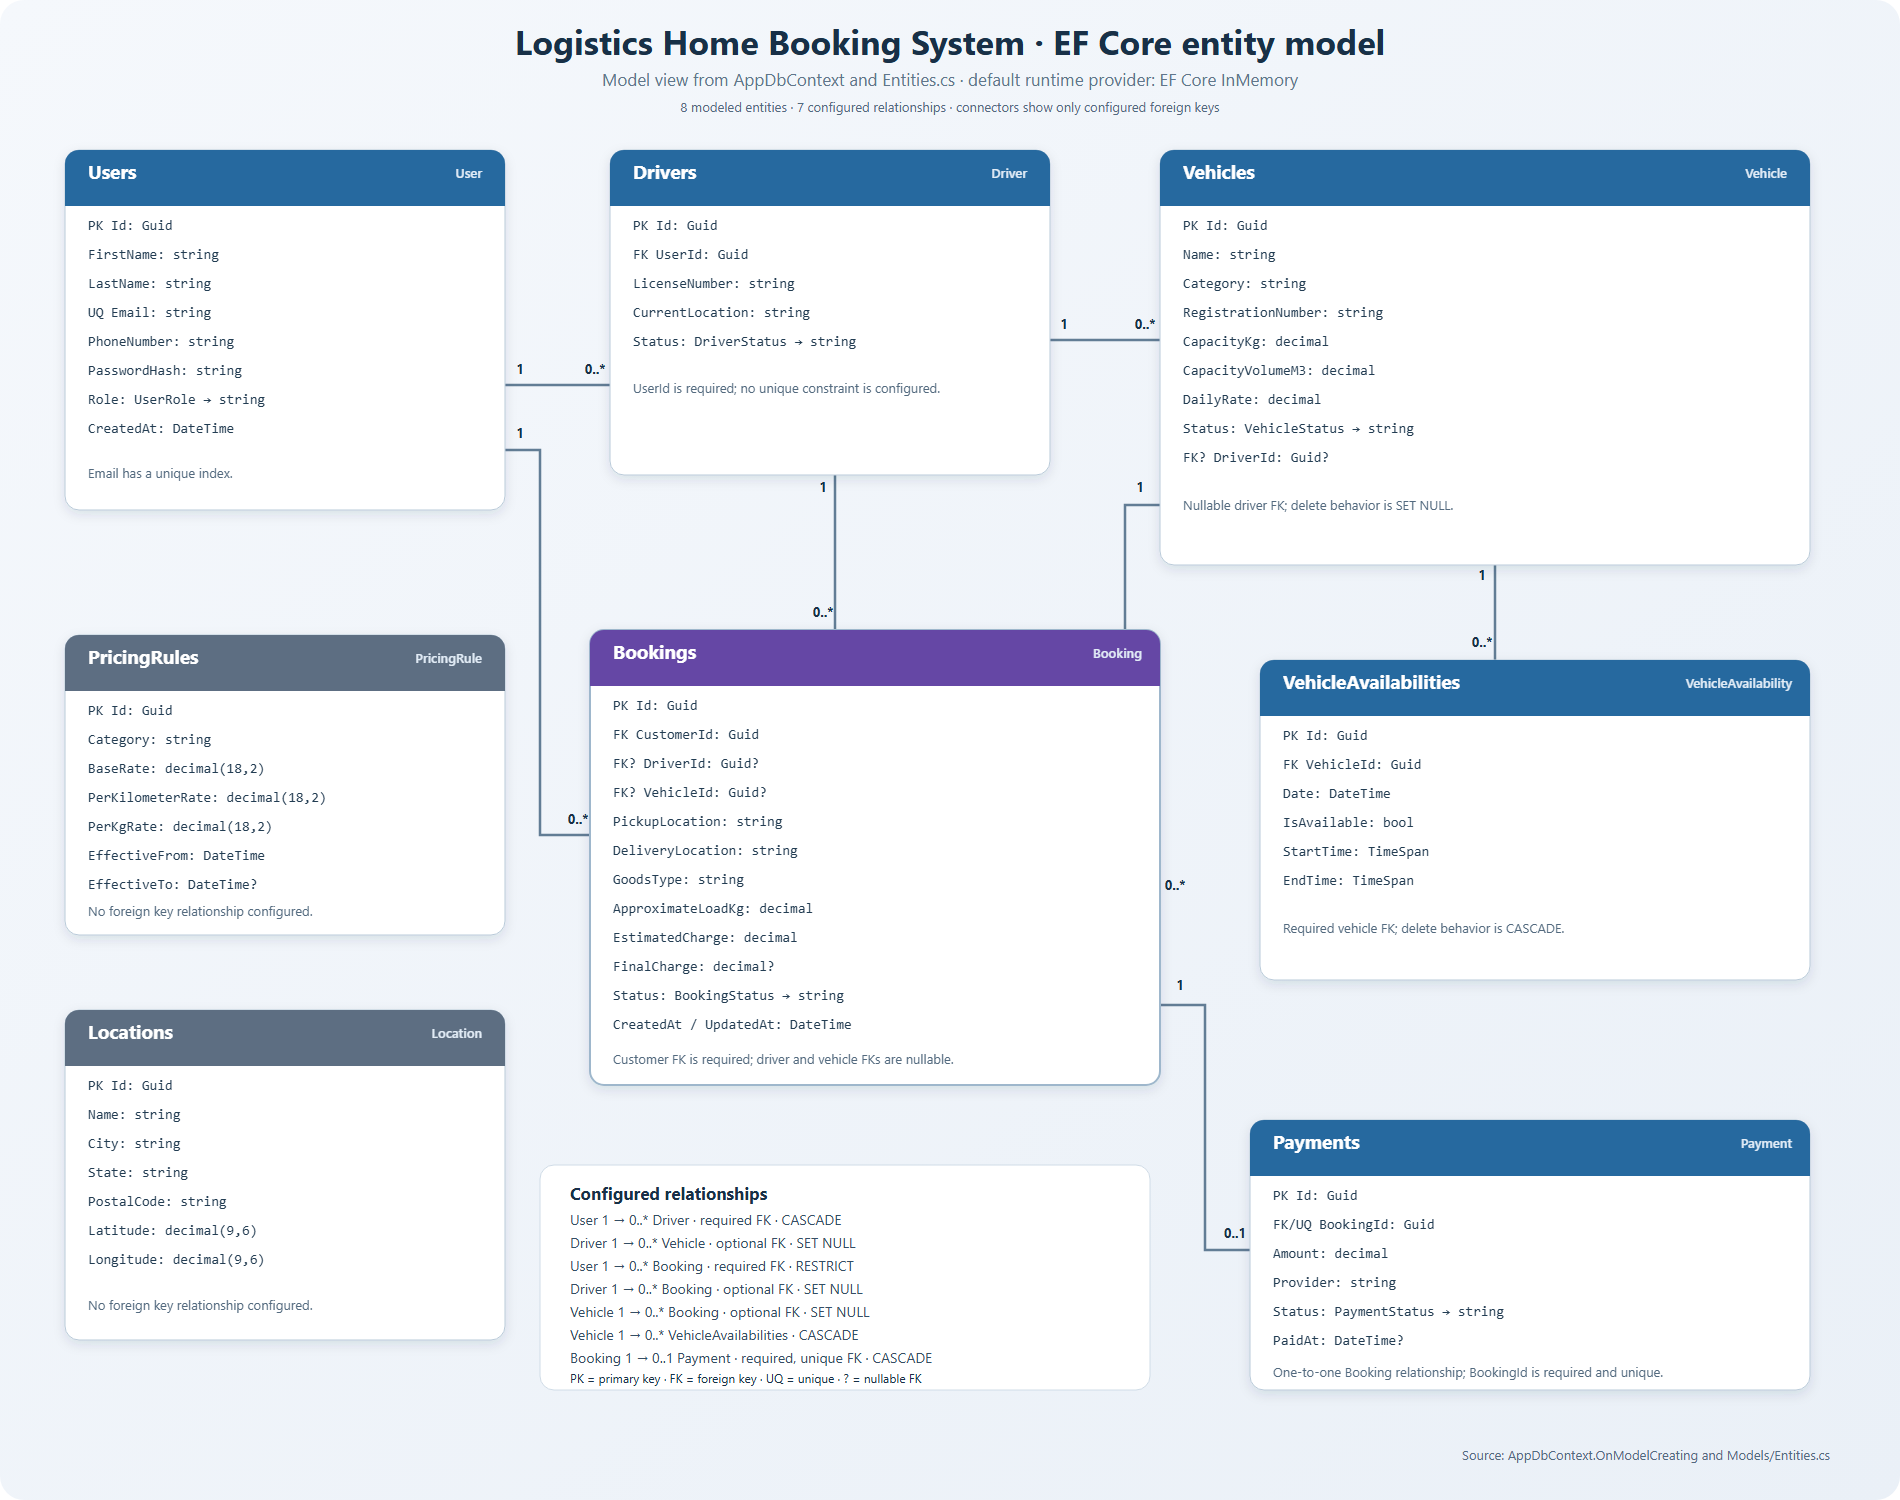 Logistics Home Booking System · EF Core entity model
Model view from AppDbContext and Entities.cs · default runtime provider: EF Core InMemory
8 modeled entities · 7 configured relationships · connectors show only configured foreign keys
Users User
PK Id: Guid
FirstName: string
LastName: string
UQ Email: string
PhoneNumber: string
PasswordHash: string
Role: UserRole → string
CreatedAt: DateTime
Email has a unique index.
1 0..*
1
0..*
Drivers Driver
PK Id: Guid
FK UserId: Guid
LicenseNumber: string
CurrentLocation: string
Status: DriverStatus → string
UserId is required; no unique constraint is configured.
1 0..*
1
0..*
Vehicles Vehicle
PK Id: Guid
Name: string
Category: string
RegistrationNumber: string
CapacityKg: decimal
CapacityVolumeM3: decimal
DailyRate: decimal
Status: VehicleStatus → string
FK? DriverId: Guid?
Nullable driver FK; delete behavior is SET NULL.
1
1
0..*
PricingRules PricingRule
PK Id: Guid
Category: string
BaseRate: decimal(18,2)
PerKilometerRate: decimal(18,2)
PerKgRate: decimal(18,2)
EffectiveFrom: DateTime
EffectiveTo: DateTime?
No foreign key relationship configured.
Bookings Booking
PK Id: Guid
FK CustomerId: Guid
FK? DriverId: Guid?
FK? VehicleId: Guid?
PickupLocation: string
DeliveryLocation: string
GoodsType: string
ApproximateLoadKg: decimal
EstimatedCharge: decimal
FinalCharge: decimal?
Status: BookingStatus → string
CreatedAt / UpdatedAt: DateTime
Customer FK is required; driver and vehicle FKs are nullable.
0..*
1
0..1
VehicleAvailabilities VehicleAvailability
PK Id: Guid
FK VehicleId: Guid
Date: DateTime
IsAvailable: bool
StartTime: TimeSpan
EndTime: TimeSpan
Required vehicle FK; delete behavior is CASCADE.
Locations Location
PK Id: Guid
Name: string
City: string
State: string
PostalCode: string
Latitude: decimal(9,6)
Longitude: decimal(9,6)
No foreign key relationship configured.
Configured relationships
User 1 → 0..* Driver · required FK · CASCADE
Driver 1 → 0..* Vehicle · optional FK · SET NULL
User 1 → 0..* Booking · required FK · RESTRICT
Driver 1 → 0..* Booking · optional FK · SET NULL
Vehicle 1 → 0..* Booking · optional FK · SET NULL
Vehicle 1 → 0..* VehicleAvailabilities · CASCADE
Booking 1 → 0..1 Payment · required, unique FK · CASCADE
PK = primary key · FK = foreign key · UQ = unique · ? = nullable FK
Payments Payment
PK Id: Guid
FK/UQ BookingId: Guid
Amount: decimal
Provider: string
Status: PaymentStatus → string
PaidAt: DateTime?
One-to-one Booking relationship; BookingId is required and unique.
Source: AppDbContext.OnModelCreating and Models/Entities.cs